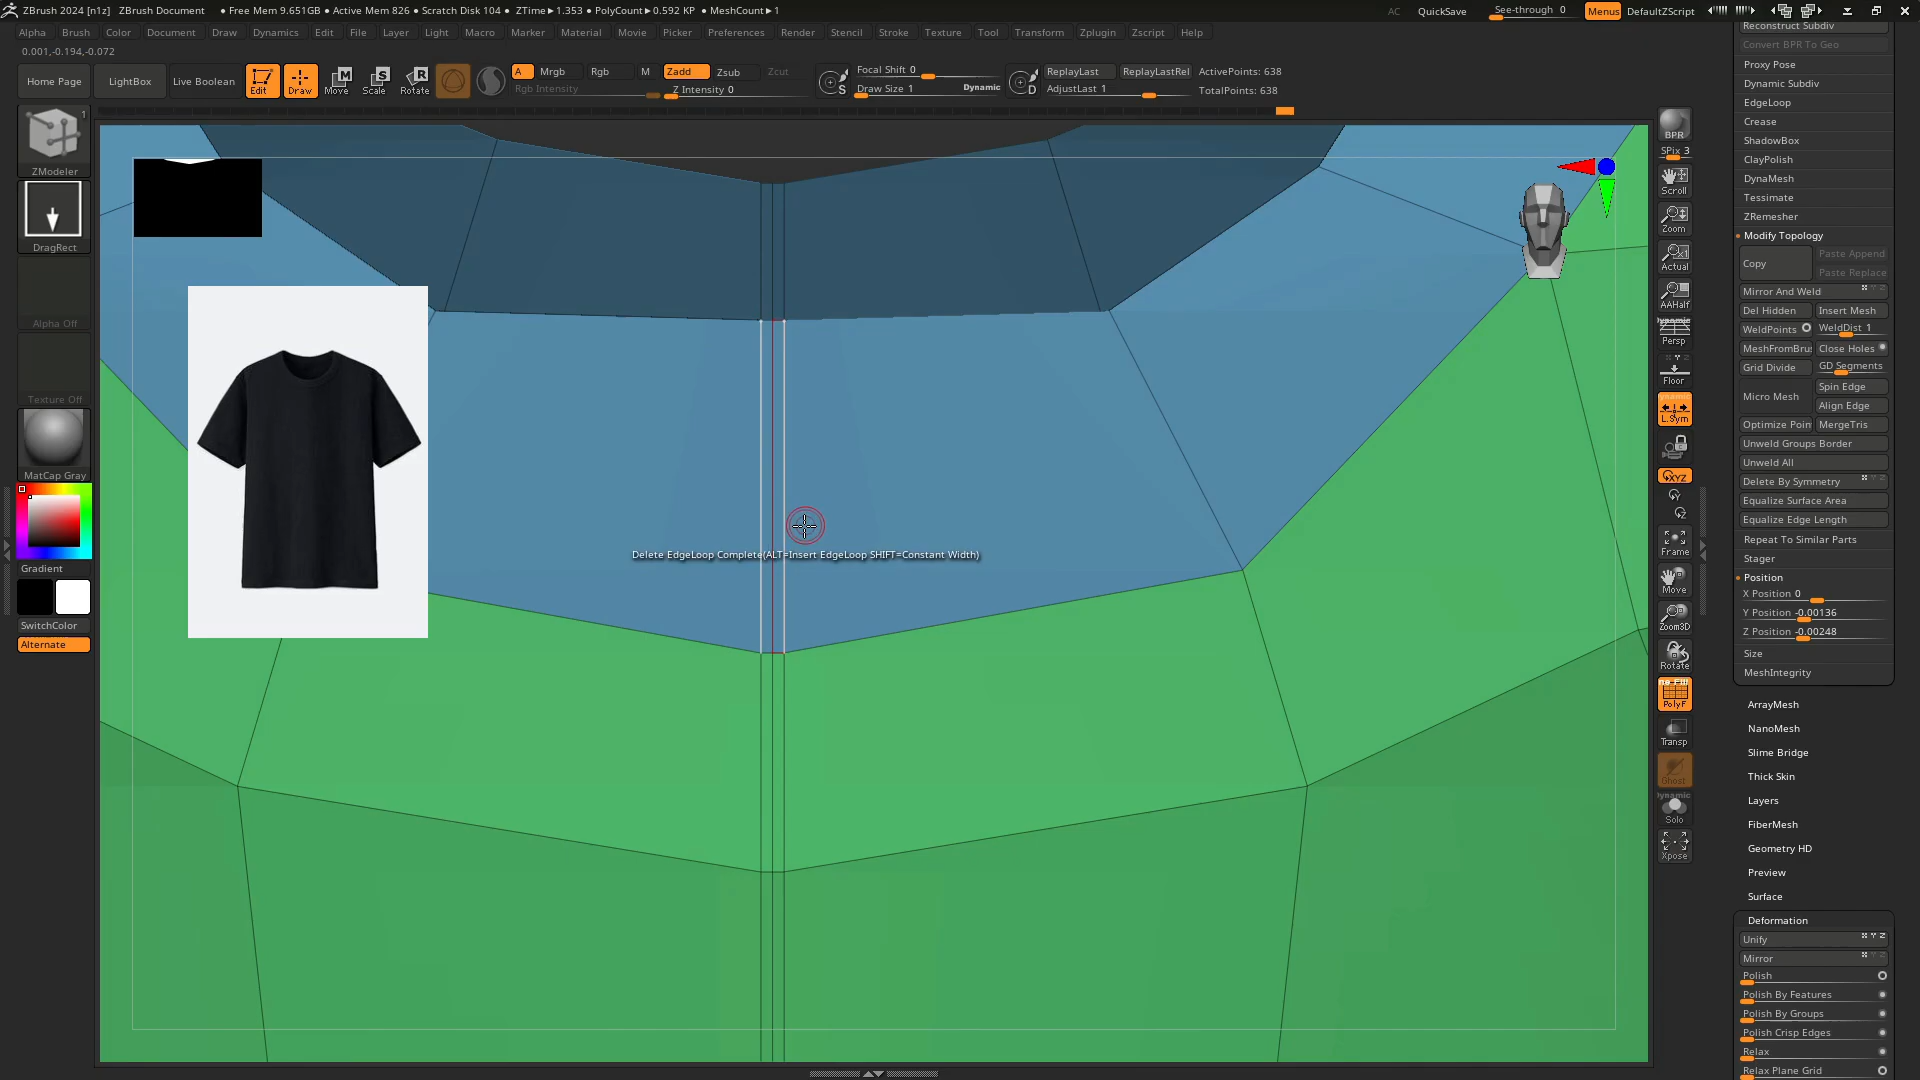 ZBrush 2024 [n1z] ZBrush Document • Free Mem 9.651GB • Active Mem 826 • Scratch Disk 104 • ZTime▸1.353 • PolyCount▸0.592 KP • MeshCount▸1 AC QuickSave See-through 0 Menus DefaultZScript
Alpha Brush Color Document Draw Dynamics Edit File Layer Light Macro Marker Material Movie Picker Preferences Render Stencil Stroke Texture Tool Transform Zplugin Zscript Help
0.001,-0.194,-0.072
Home Page LightBox Live Boolean Edit Draw Move Scale Rotate A Mrgb Rgb M Zadd Zsub Zcut Focal Shift 0 ReplayLast ReplayLastRel ActivePoints: 638
Rgb Intensity Z Intensity 0 Draw Size 1 Dynamic AdjustLast 1 TotalPoints: 638
S D
1
ZModeler
DragRect
Alpha Off
Texture Off
MatCap Gray
Gradient
SwitchColor
Alternate
Delete EdgeLoop Complete(ALT=Insert EdgeLoop SHIFT=Constant Width)
BPR
SPix 3
Scroll
Zoom
Actual
AAHalf
Dynamic
Persp
Floor
Dynamic
L.Sym
XYZ
Frame
Move
Zoom3D
Rotate
PolyF
Transp
Ghost
Dynamic
Solo
Xpose
Reconstruct Subdiv
Convert BPR To Geo
Proxy Pose
Dynamic Subdiv
EdgeLoop
Crease
ShadowBox
ClayPolish
DynaMesh
Tessimate
ZRemesher
Modify Topology
Copy Paste Append
Paste Replace
Mirror And Weld
Del Hidden Insert Mesh
WeldPoints WeldDist 1
MeshFromBru Close Holes
Grid Divide GD Segments
Micro Mesh Spin Edge
Align Edge
Optimize Poin MergeTris
Unweld Groups Border
Unweld All
Delete By Symmetry
Equalize Surface Area
Equalize Edge Length
Repeat To Similar Parts
Stager
Position
X Position 0
Y Position -0.00136
Z Position -0.00248
Size
MeshIntegrity
ArrayMesh
NanoMesh
Slime Bridge
Thick Skin
Layers
FiberMesh
Geometry HD
Preview
Surface
Deformation
Unify
Mirror
Polish
Polish By Features
Polish By Groups
Polish Crisp Edges
Relax
Relax Plane Grid